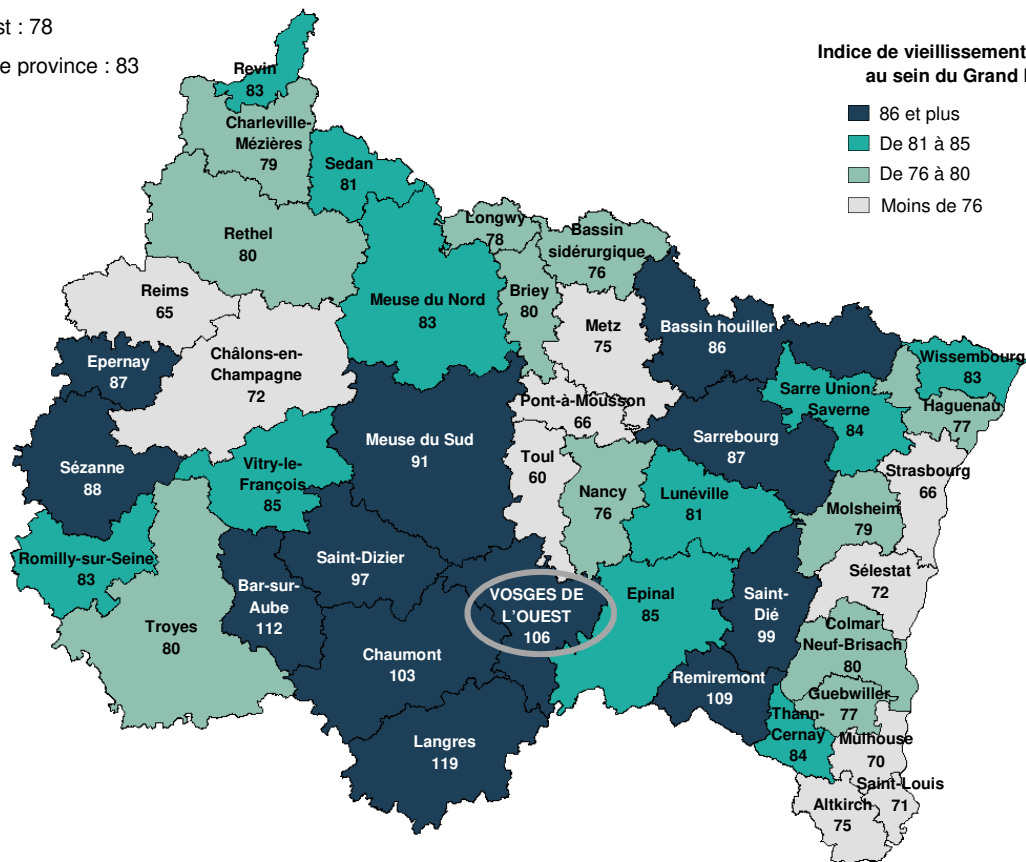 st : 78
e province : 83
Indice de vieillissement
au sein du Grand
86 et plus
De 81 à 85
De 76 à 80
Moins de 76
Revin
83
Charleville-
Mézières
79
Sedan
81
Rethel
80
Longwy
78
Bassin
sidérurgique
76
Reims
65
Meuse du Nord
83
Briey
80
Metz
75
Bassin houiller
86
Epernay
87
Châlons-en-
Champagne
72
Wissembourg
83
Sarre Union-
Saverne
84
Haguenau
77
Pont-à-Mousson
66
Meuse du Sud
91
Sarrebourg
87
Sézanne
88
Vitry-le-
François
85
Toul
60
Nancy
76
Lunéville
81
Strasbourg
66
Molsheim
79
Romilly-sur-Seine
83
Saint-Dizier
97
Bar-sur-
Aube
112
VOSGES DE
L'OUEST
106
Epinal
85
Saint-
Dié
99
Sélestat
72
Troyes
80
Chaumont
103
Colmar
Neuf-Brisach
80
Remiremont
109
Guebwiller
77
Thann-
Cernay
84
Mulhouse
70
Langres
119
Saint-Louis
71
Altkirch
75